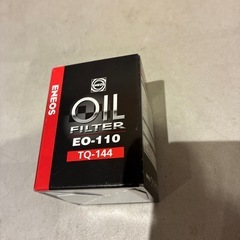 ENEOS
OIL
FILTER
EO-110
TQ-144